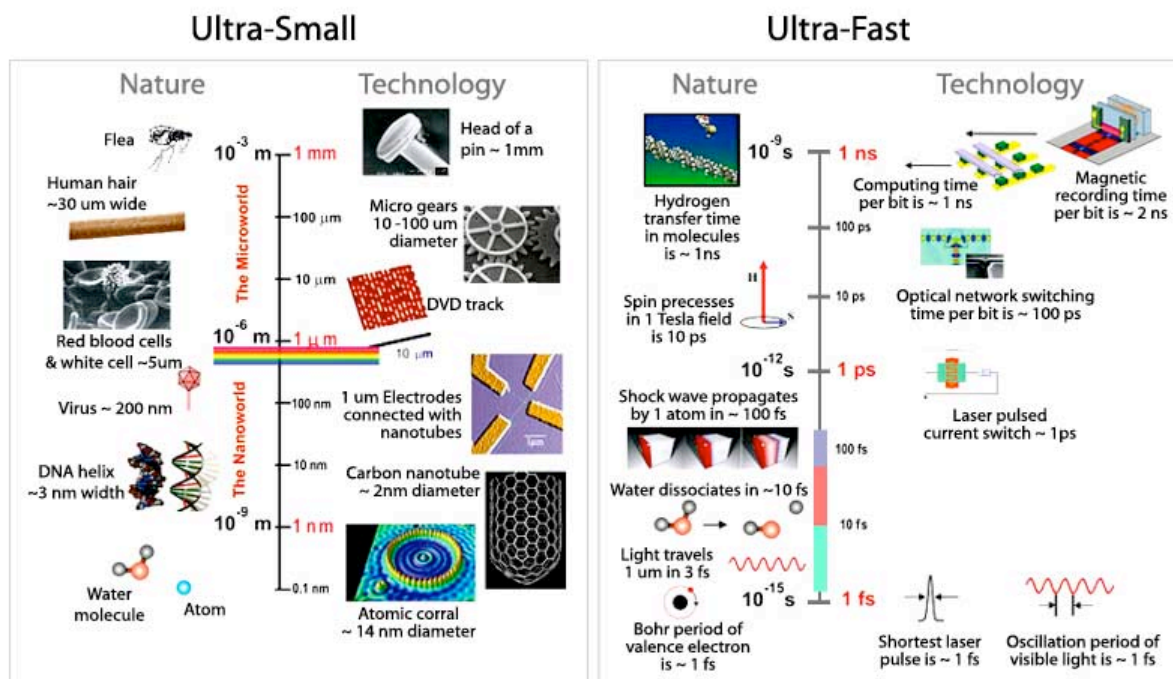 Ultra-Small
Nature
Technology
Flea
10-3 m
1 mm
Head of a
pin ~ 1mm
Human hair
~30 um wide
The Microworld
100 µm
Micro gears
10 -100 um
diameter
10 µm
DVD track
Red blood cells
& white cell ~5um
10-6 m
1 µm
10 µm
Virus ~ 200 nm
The Nanoworld
100 nm
1 um Electrodes
connected with
nanotubes
1µm
DNA helix
~3 nm width
10 nm
Carbon nanotube
~ 2nm diameter
10-9 m
1 nm
Water
molecule
Atom
0.1 nm
Atomic corral
~ 14 nm diameter
Ultra-Fast
Nature
Technology
Hydrogen
transfer time
in molecules
is ~ 1ns
10-9 s
1 ns
Computing time
per bit is ~ 1 ns
Magnetic
recording time
per bit is ~ 2 ns
100 ps
Optical network switching
time per bit is ~ 100 ps
Spin precesses
in 1 Tesla field
is 10 ps
H
10 ps
10-12 s
1 ps
Laser pulsed
current switch ~ 1ps
Shock wave propagates
by 1 atom in ~ 100 fs
100 fs
Water dissociates in ~10 fs
10 fs
Light travels
1 um in 3 fs
10-15 s
1 fs
Bohr period of
valence electron
is ~ 1 fs
Shortest laser
pulse is ~ 1 fs
Oscillation period of
visible light is ~ 1 fs